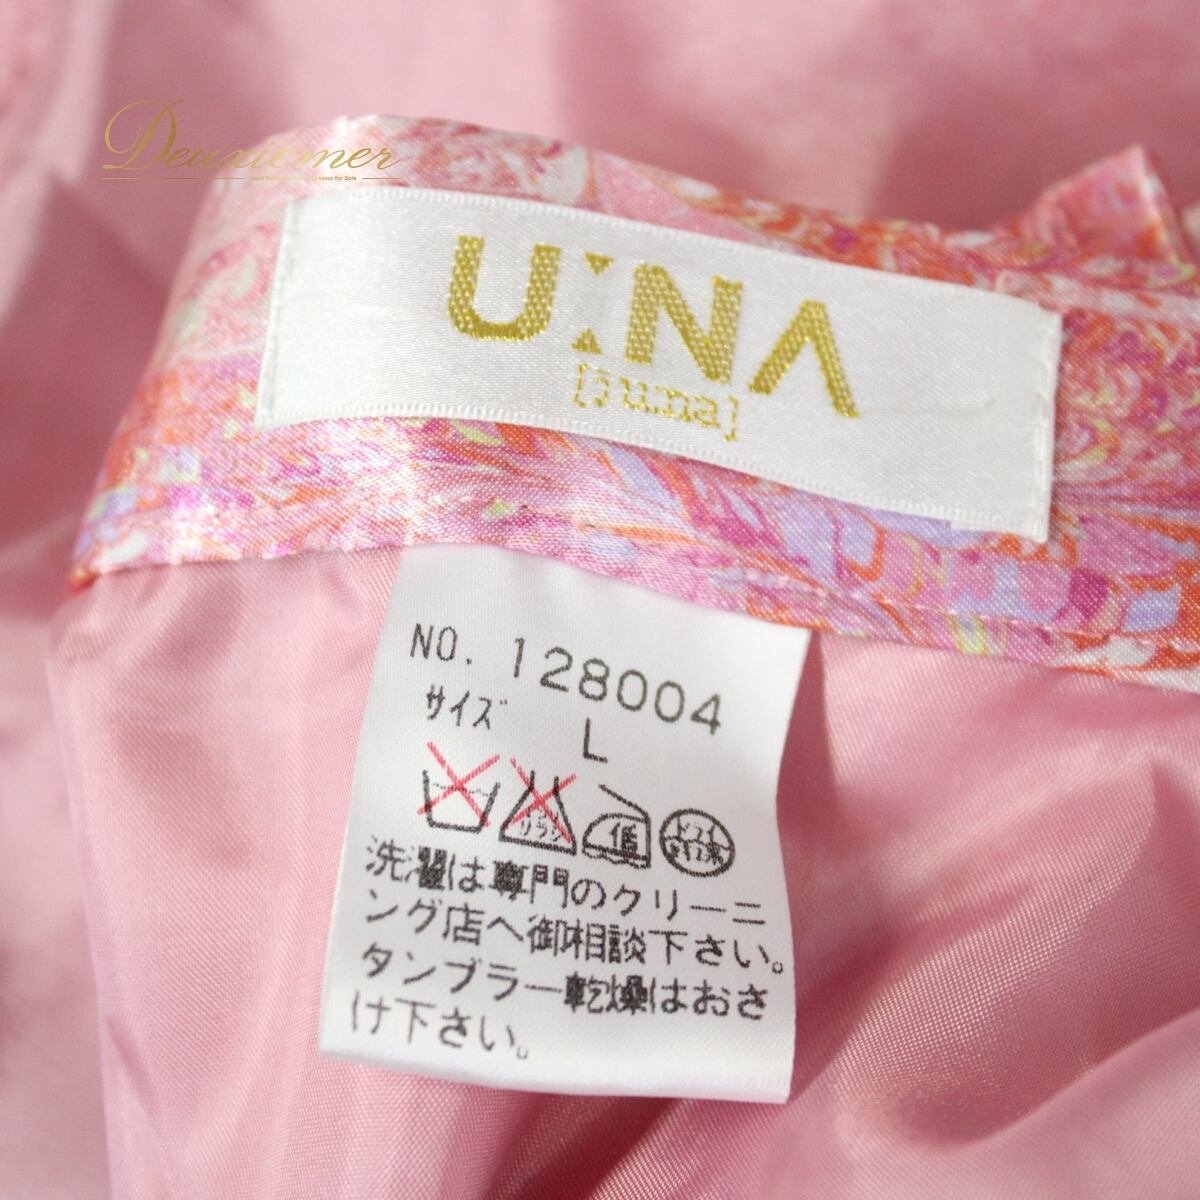 Deuxiemer
U:NA
[ju:na]
NO. 128004
サイズ L
低
洗濯は専門のクリーニ
ング店へ御相談下さい。
タンブラー乾燥はおさ
け下さい。